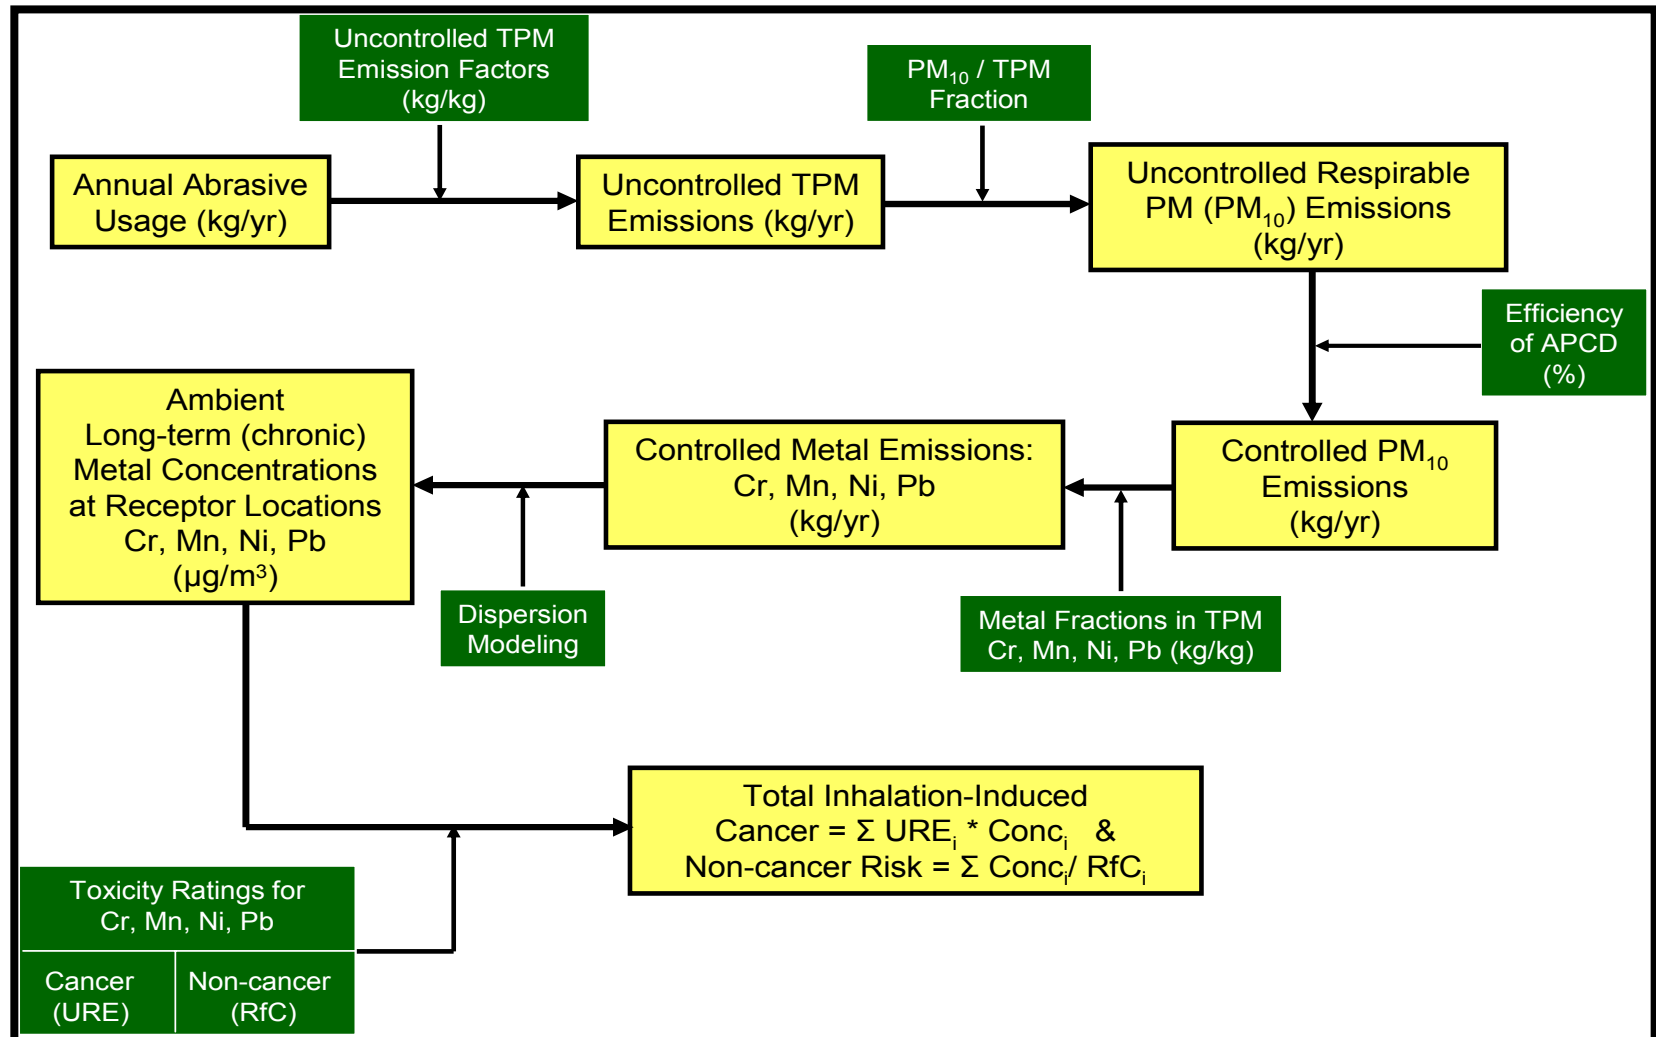 Uncontrolled TPM
Emission Factors
(kg/kg)
PM₁₀ / TPM
Fraction
Annual Abrasive
Usage (kg/yr)
Uncontrolled TPM
Emissions (kg/yr)
Uncontrolled Respirable
PM (PM₁₀) Emissions
(kg/yr)
Efficiency
of APCD
(%)
Ambient
Long-term (chronic)
Metal Concentrations
at Receptor Locations
Cr, Mn, Ni, Pb
(µg/m³)
Controlled Metal Emissions:
Cr, Mn, Ni, Pb
(kg/yr)
Controlled PM₁₀
Emissions
(kg/yr)
Dispersion
Modeling
Metal Fractions in TPM
Cr, Mn, Ni, Pb (kg/kg)
Total Inhalation-Induced
Cancer = Σ UREᵢ * Concᵢ &
Non-cancer Risk = Σ Concᵢ/ RfCᵢ
Toxicity Ratings for
Cr, Mn, Ni, Pb
Cancer
(URE)
Non-cancer
(RfC)